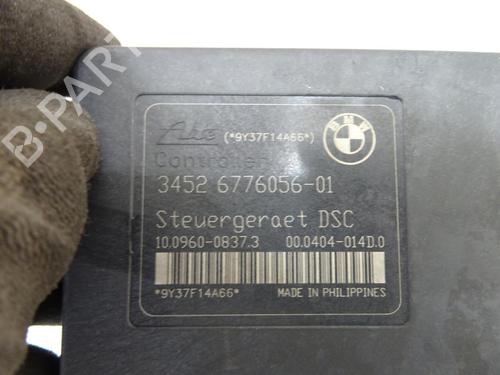 Ate (*9Y37F14A66*) BMW
Controller
3452 6776056-01
Steuergeraet DSC
10.0960-0837.3 00.0404-014D.0
*9Y37F14A66* MADE IN PHILIPPINES